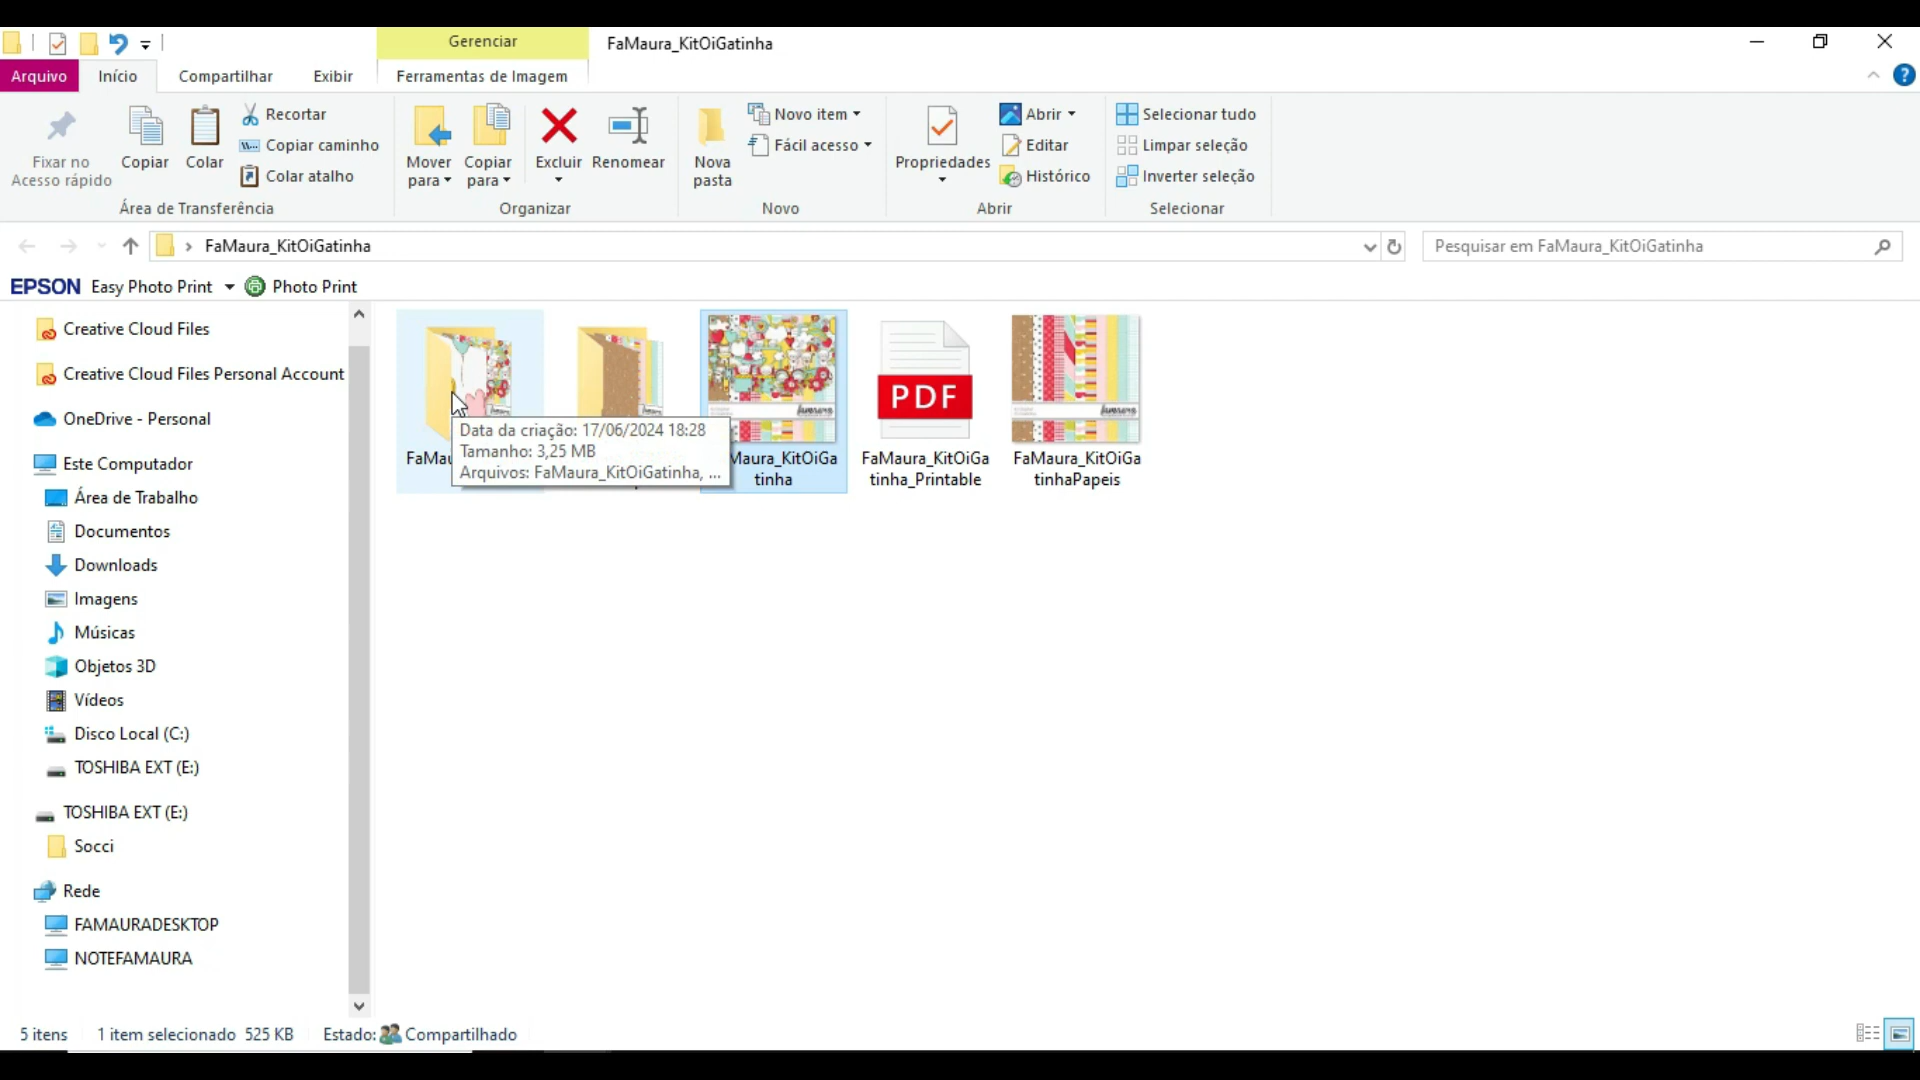 Gerenciar
FaMaura_KitOiGatinha
Arquivo
Início
Compartilhar
Exibir
Ferramentas de Imagem
Fixar no
Acesso rápido
Copiar
Colar
Recortar
Copiar caminho
Colar atalho
Área de Transferência
Mover
para
Copiar
para
Excluir
Renomear
Organizar
Nova
pasta
Novo item
Fácil acesso
Novo
Propriedades
Abrir
Editar
Histórico
Abrir
Selecionar tudo
Limpar seleção
Inverter seleção
Selecionar
FaMaura_KitOiGatinha
Pesquisar em FaMaura_KitOiGatinha
EPSON Easy Photo Print
Photo Print
Creative Cloud Files
Creative Cloud Files Personal Account
OneDrive - Personal
Este Computador
Área de Trabalho
Documentos
Downloads
Imagens
Músicas
Objetos 3D
Vídeos
Disco Local (C:)
TOSHIBA EXT (E:)
TOSHIBA EXT (E:)
Socci
Rede
FAMAURADESKTOP
NOTEFAMAURA
Data da criação: 17/06/2024 18:28
Tamanho: 3,25 MB
Arquivos: FaMaura_KitOiGatinha, ...
Maura_KitOiGa
tinha
PDF
FaMaura_KitOiGa
tinha_Printable
famaura
FaMaura_KitOiGa
tinhaPapeis
5 itens
1 item selecionado 525 KB
Estado: Compartilhado